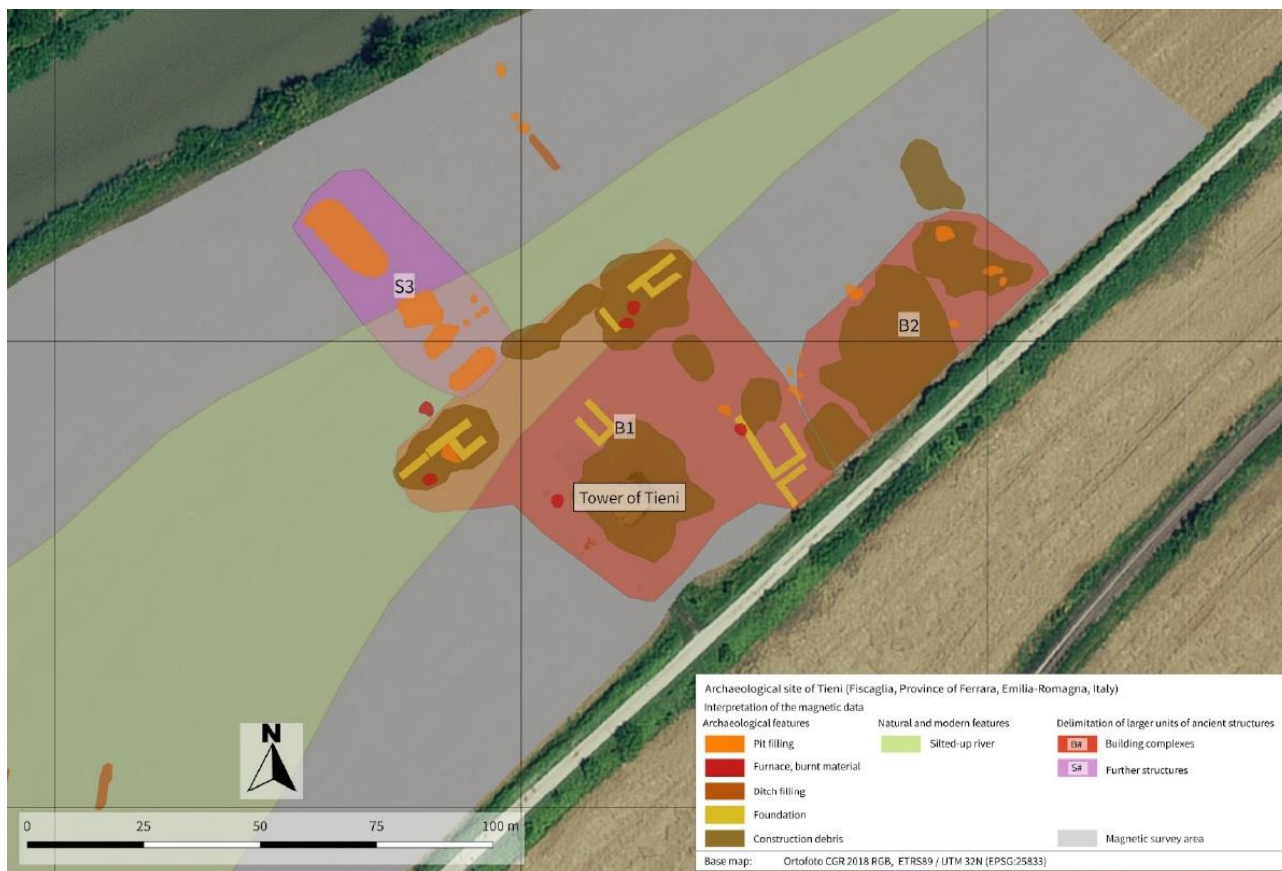 S3
B2
B1
Tower of Tieni
N
0 25 50 75 100 m
Archaeological site of Tieni (Fiscaglia, Province of Ferrara, Emilia-Romagna, Italy)
Interpretation of the magnetic data
Archaeological features
Pit filling
Furnace, burnt material
Ditch filling
Foundation
Construction debris
Natural and modern features
Silted-up river
Delimitation of larger units of ancient structures
B# Building complexes
S# Further structures
Magnetic survey area
Base map: Ortofoto CGR 2018 RGB, ETRS89 / UTM 32N (EPSG:25833)